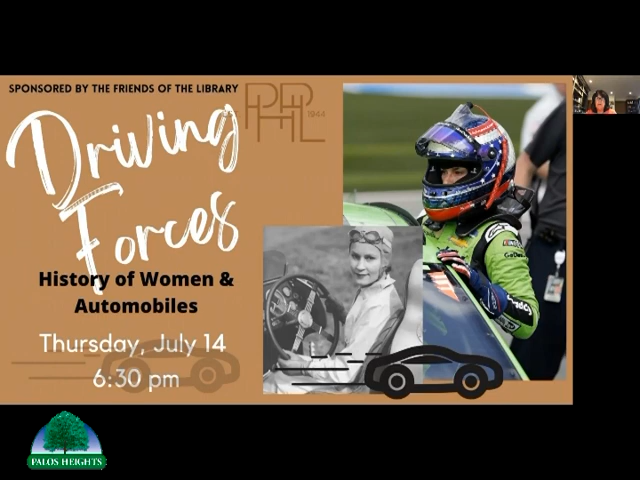 SPONSORED BY THE FRIENDS OF THE LIBRARY
PHPL
1944
Driving
Forces
History of Women &
Automobiles
Thursday, July 14
6:30 pm
PALOS HEIGHTS